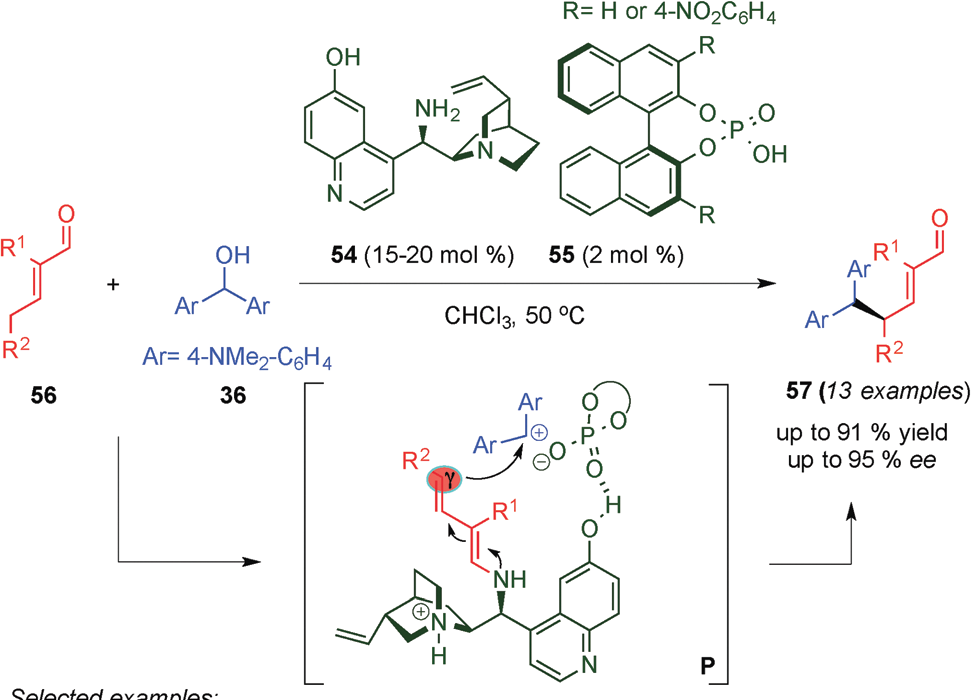 R= H or 4-NO2C6H4
OH
NH2
N
N
R
O
O
P
O
OH
R
54 (15-20 mol %)
55 (2 mol %)
CHCl3, 50 ºC
R1
O
R2
56
+
OH
Ar
Ar
Ar= 4-NMe2-C6H4
36
Ar
Ar
R1
O
R2
57 (13 examples)
up to 91 % yield
up to 95 % ee
Ar
Ar
+
O
O
P
O
−
O
H
O
R2
γ
R1
NH
+
N
H
N
P
Selected examples: